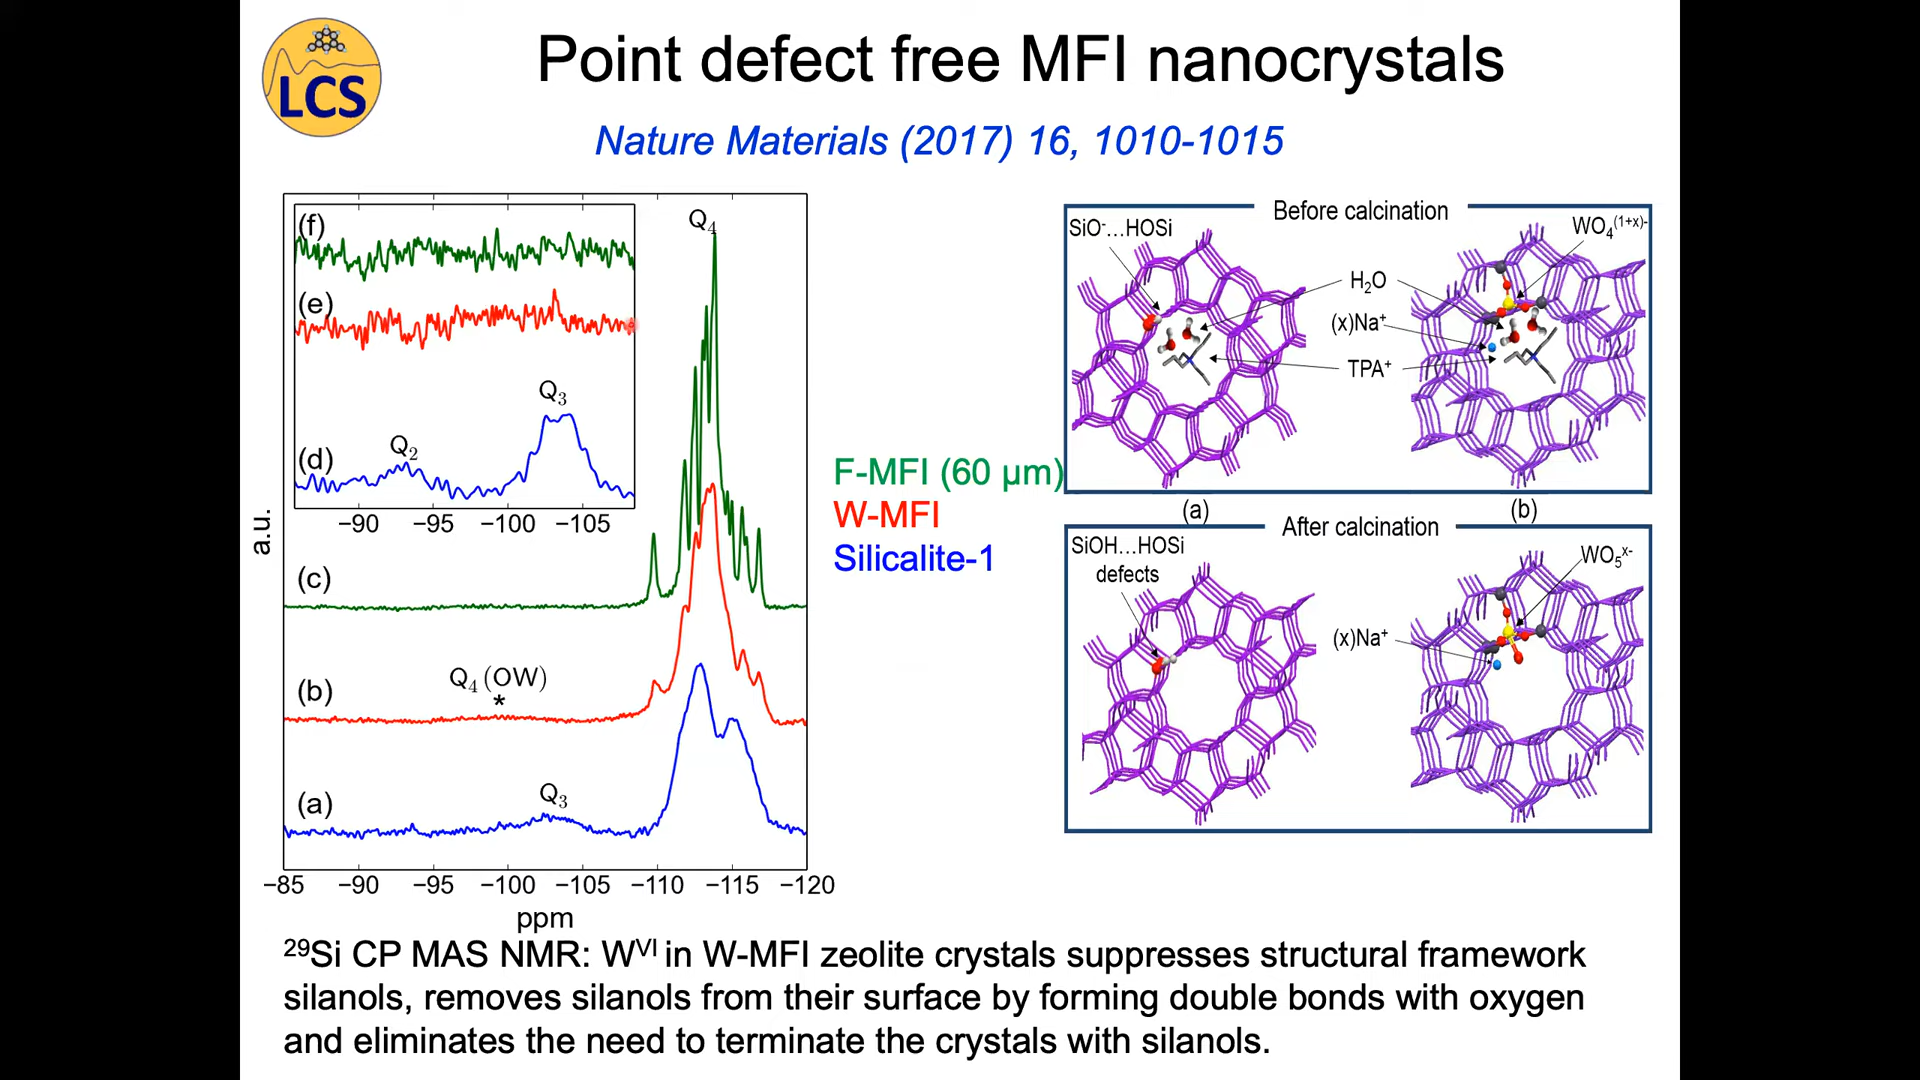 LCS
Point defect free MFI nanocrystals
Nature Materials (2017) 16, 1010-1015
(f)
(e)
(d)
Q2
Q3
−90 −95 −100 −105
Q4
(c)
(b)
Q4 (OW)
*
(a)
Q3
a.u.
−85 −90 −95 −100 −105 −110 −115 −120
ppm
F-MFI (60 µm)
W-MFI
Silicalite-1
Before calcination
SiO-…HOSi
WO4(1+x)-
H2O
(x)Na+
TPA+
(a) (b)
After calcination
SiOH…HOSi
defects
WO5x-
(x)Na+
29Si CP MAS NMR: WVI in W-MFI zeolite crystals suppresses structural framework
silanols, removes silanols from their surface by forming double bonds with oxygen
and eliminates the need to terminate the crystals with silanols.